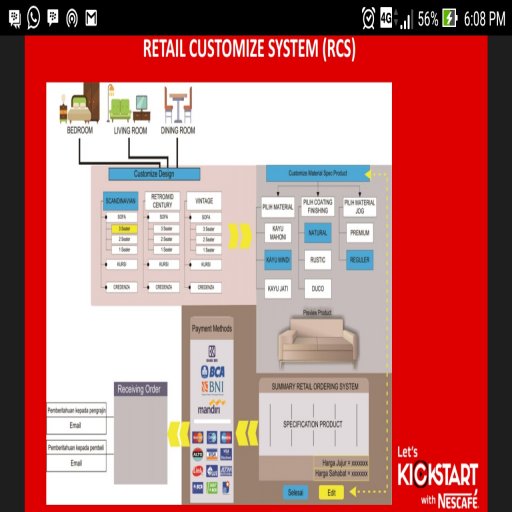 4G 56% 6:08 PM
RETAIL CUSTOMIZE SYSTEM (RCS)
BEDROOM LIVING ROOM DINING ROOM
Customize Design
Customize Material Spec Product
SCANDINAVIAN RETROMID CENTURY VINTAGE
SOFA SOFA SOFA
3 Seater 3 Seater 3 Seater
2 Seater 2 Seater 2 Seater
1 Seater 1 Seater 1 Seater
KURSI KURSI KURSI
CREDENZA CREDENZA CREDENZA
PILIH MATERIAL PILIH COATING FINISHING PILIH MATERIAL JOG
KAYU MAHONI NATURAL PREMIUM
KAYU MINDI RUSTIC REGULER
KAYU JATI DUCO
Preview Product
Payment Methods
BCA
BNI
mandiri
Receiving Order
Pemberitahuan kepada pengrajin
Email
Pemberitahuan kepada pembeli
Email
SUMMARY RETAIL ORDERING SYSTEM
SPECIFICATION PRODUCT
Harga Jujur = xxxxxxx
Harga Sahabat = xxxxxxx
Selesai Edit
Let's
KICKSTART
with NESCAFÉ